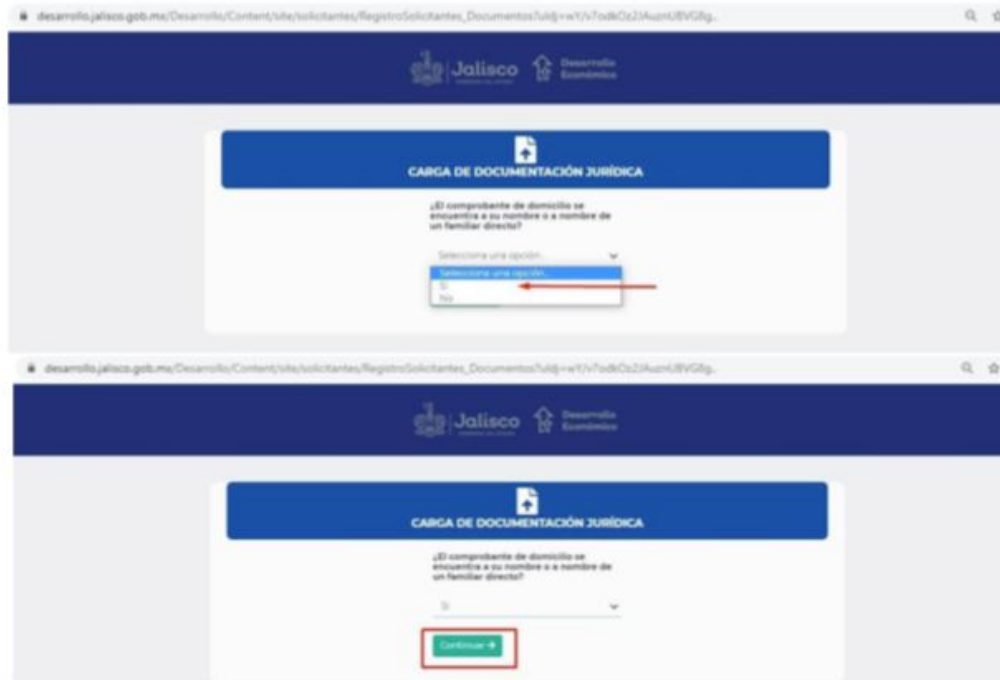 desarrollo.jalisco.gob.mx/Desarrollo/Content/site/solicitantes/RegistroSolicitantes_Documentos?
Jalisco
Desarrollo
Económico
CARGA DE DOCUMENTACIÓN JURÍDICA
¿El comprobante de domicilio se
encuentra a su nombre o a nombre de
un familiar directo?
Selecciona una opción...
Selecciona una opción...
Si
No
desarrollo.jalisco.gob.mx/Desarrollo/Content/site/solicitantes/RegistroSolicitantes_Documentos?
Jalisco
Desarrollo
Económico
CARGA DE DOCUMENTACIÓN JURÍDICA
¿El comprobante de domicilio se
encuentra a su nombre o a nombre de
un familiar directo?
Si
Continuar